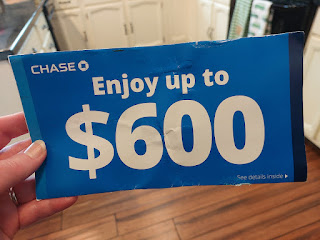 CHASE
Enjoy up to
$600
See details inside